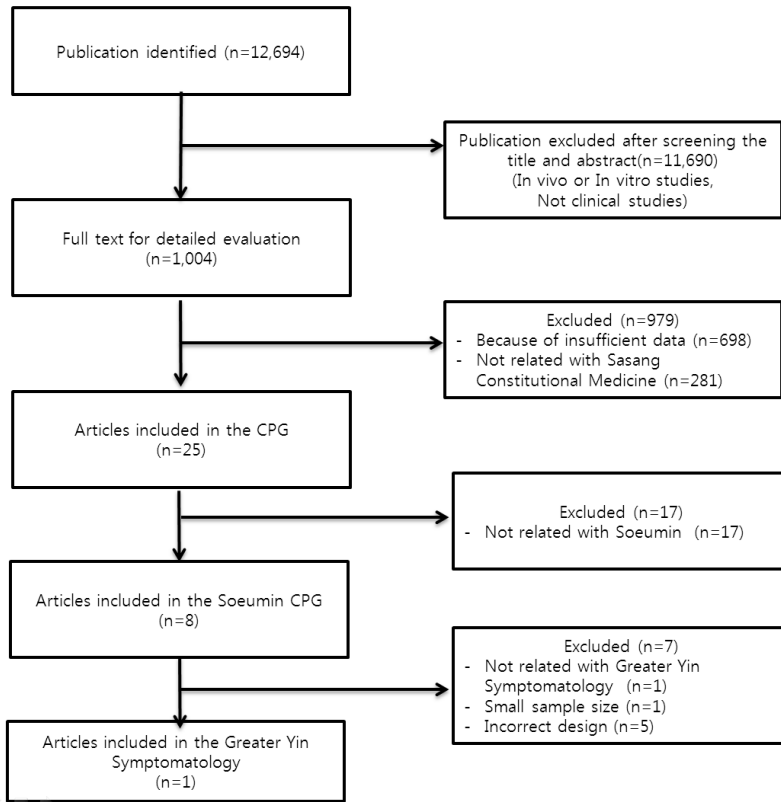 Publication identified (n=12,694)
Publication excluded after screening the
title and abstract(n=11,690)
(In vivo or In vitro studies,
Not clinical studies)
Full text for detailed evaluation
(n=1,004)
Excluded (n=979)
- Because of insufficient data (n=698)
- Not related with Sasang
Constitutional Medicine (n=281)
Articles included in the CPG
(n=25)
Excluded (n=17)
- Not related with Soeumin (n=17)
Articles included in the Soeumin CPG
(n=8)
Excluded (n=7)
- Not related with Greater Yin
Symptomatology (n=1)
- Small sample size (n=1)
- Incorrect design (n=5)
Articles included in the Greater Yin
Symptomatology
(n=1)